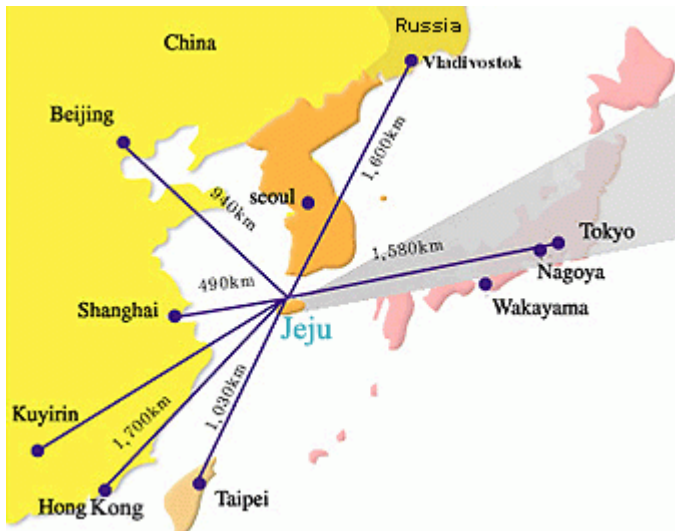 Russia
China
Vladivostok
Beijing
1,600km
940km
seoul
1,580km
Tokyo
490km
Nagoya
Shanghai
Wakayama
Jeju
Kuyirin
1,700km
1,030km
Hong Kong
Taipei